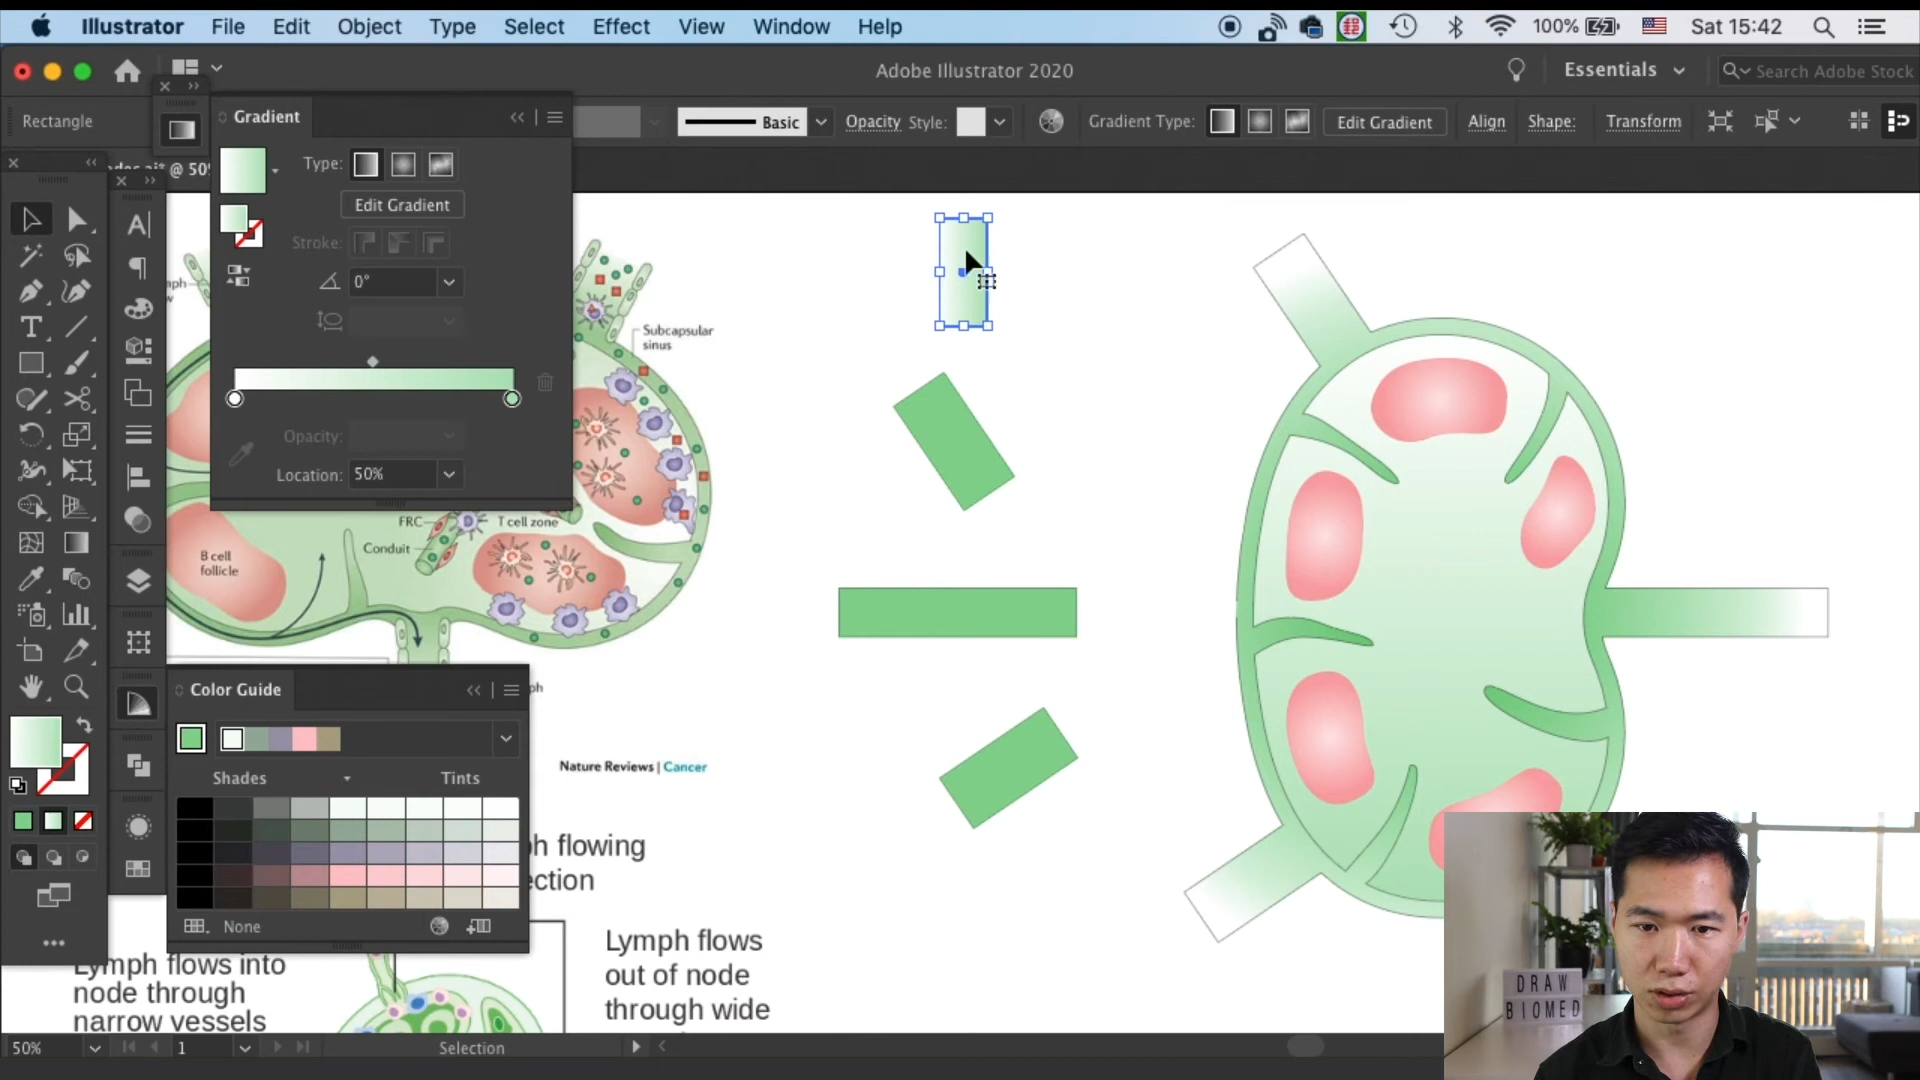 Illustrator File Edit Object Type Select Effect View Window Help
100%
Sat 15:42
Adobe Illustrator 2020
Essentials
Search Adobe Stock
Rectangle
Basic
Opacity
Style:
Gradient Type:
Edit Gradient
Align
Shape:
Transform
Gradient
Type:
Edit Gradient
Stroke:
0°
Opacity:
Location: 50%
Subcapsular
sinus
FRC
T cell zone
Conduit
B cell
follicle
Color Guide
Shades
Tints
None
Nature Reviews | Cancer
flowing
Lymph flows into
node through
narrow vessels
Lymph flows
out of node
through wide
DRAW
BIOMED
50%
1
Selection